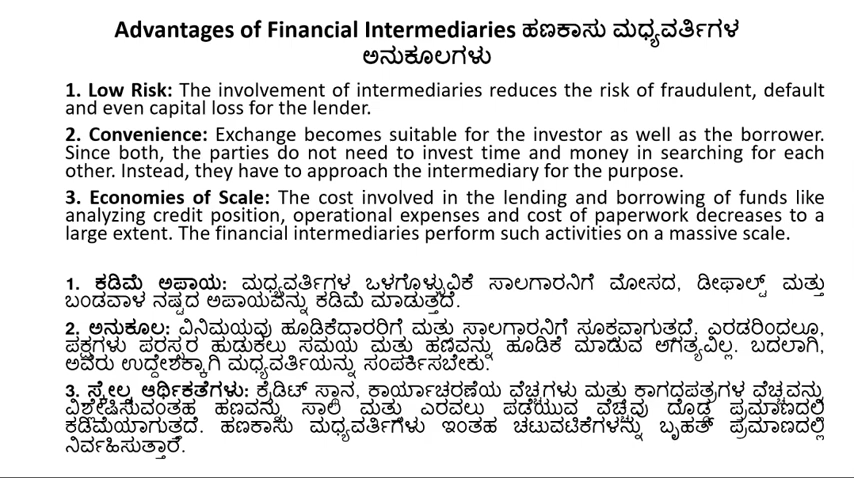 Advantages of Financial Intermediaries ಹಣಕಾಸು ಮಧ್ಯವರ್ತಿಗಳ
ಅನುಕೂಲಗಳು
1. Low Risk: The involvement of intermediaries reduces the risk of fraudulent, default
and even capital loss for the lender.
2. Convenience: Exchange becomes suitable for the investor as well as the borrower.
Since both, the parties do not need to invest time and money in searching for each
other. Instead, they have to approach the intermediary for the purpose.
3. Economies of Scale: The cost involved in the lending and borrowing of funds like
analyzing credit position, operational expenses and cost of paperwork decreases to a
large extent. The financial intermediaries perform such activities on a massive scale.
1. ಕಡಿಮೆ ಅಪಾಯ: ಮಧ್ಯವರ್ತಿಗಳ ಒಳಗೊಳ್ಳುವಿಕೆ ಸಾಲಗಾರನಿಗೆ ಮೋಸದ, ಡೀಫಾಲ್ಟ್ ಮತ್ತು
ಬಂಡವಾಳ ನಷ್ಟದ ಅಪಾಯವನ್ನು ಕಡಿಮೆ ಮಾಡುತ್ತದೆ.
2. ಅನುಕೂಲ: ವಿನಿಮಯವು ಹೂಡಿಕೆದಾರರಿಗೆ ಮತ್ತು ಸಾಲಗಾರನಿಗೆ ಸೂಕ್ತವಾಗುತ್ತದೆ. ಎರಡರಿಂದಲೂ,
ಪಕ್ಷಗಳು ಪರಸ್ಪರ ಹುಡುಕಲು ಸಮಯ ಮತ್ತು ಹಣವನ್ನು ಹೂಡಿಕೆ ಮಾಡುವ ಅಗತ್ಯವಿಲ್ಲ. ಬದಲಾಗಿ,
ಅವರು ಉದ್ದೇಶಕ್ಕಾಗಿ ಮಧ್ಯವರ್ತಿಯನ್ನು ಸಂಪರ್ಕಿಸಬೇಕು.
3. ಸ್ಕೇಲ್ನ ಆರ್ಥಿಕತೆಗಳು: ಕ್ರೆಡಿಟ್ ಸ್ಥಾನ, ಕಾರ್ಯಾಚರಣೆಯ ವೆಚ್ಚಗಳು ಮತ್ತು ಕಾಗದಪತ್ರಗಳ ವೆಚ್ಚವನ್ನು
ವಿಶ್ಲೇಷಿಸುವಂತಹ ಹಣವನ್ನು ಸಾಲ ಮತ್ತು ಎರವಲು ಪಡೆಯುವ ವೆಚ್ಚವು ದೊಡ್ಡ ಪ್ರಮಾಣದಲ್ಲಿ
ಕಡಿಮೆಯಾಗುತ್ತದೆ. ಹಣಕಾಸು ಮಧ್ಯವರ್ತಿಗಳು ಇಂತಹ ಚಟುವಟಿಕೆಗಳನ್ನು ಬೃಹತ್ ಪ್ರಮಾಣದಲ್ಲಿ
ನಿರ್ವಹಿಸುತ್ತಾರೆ.